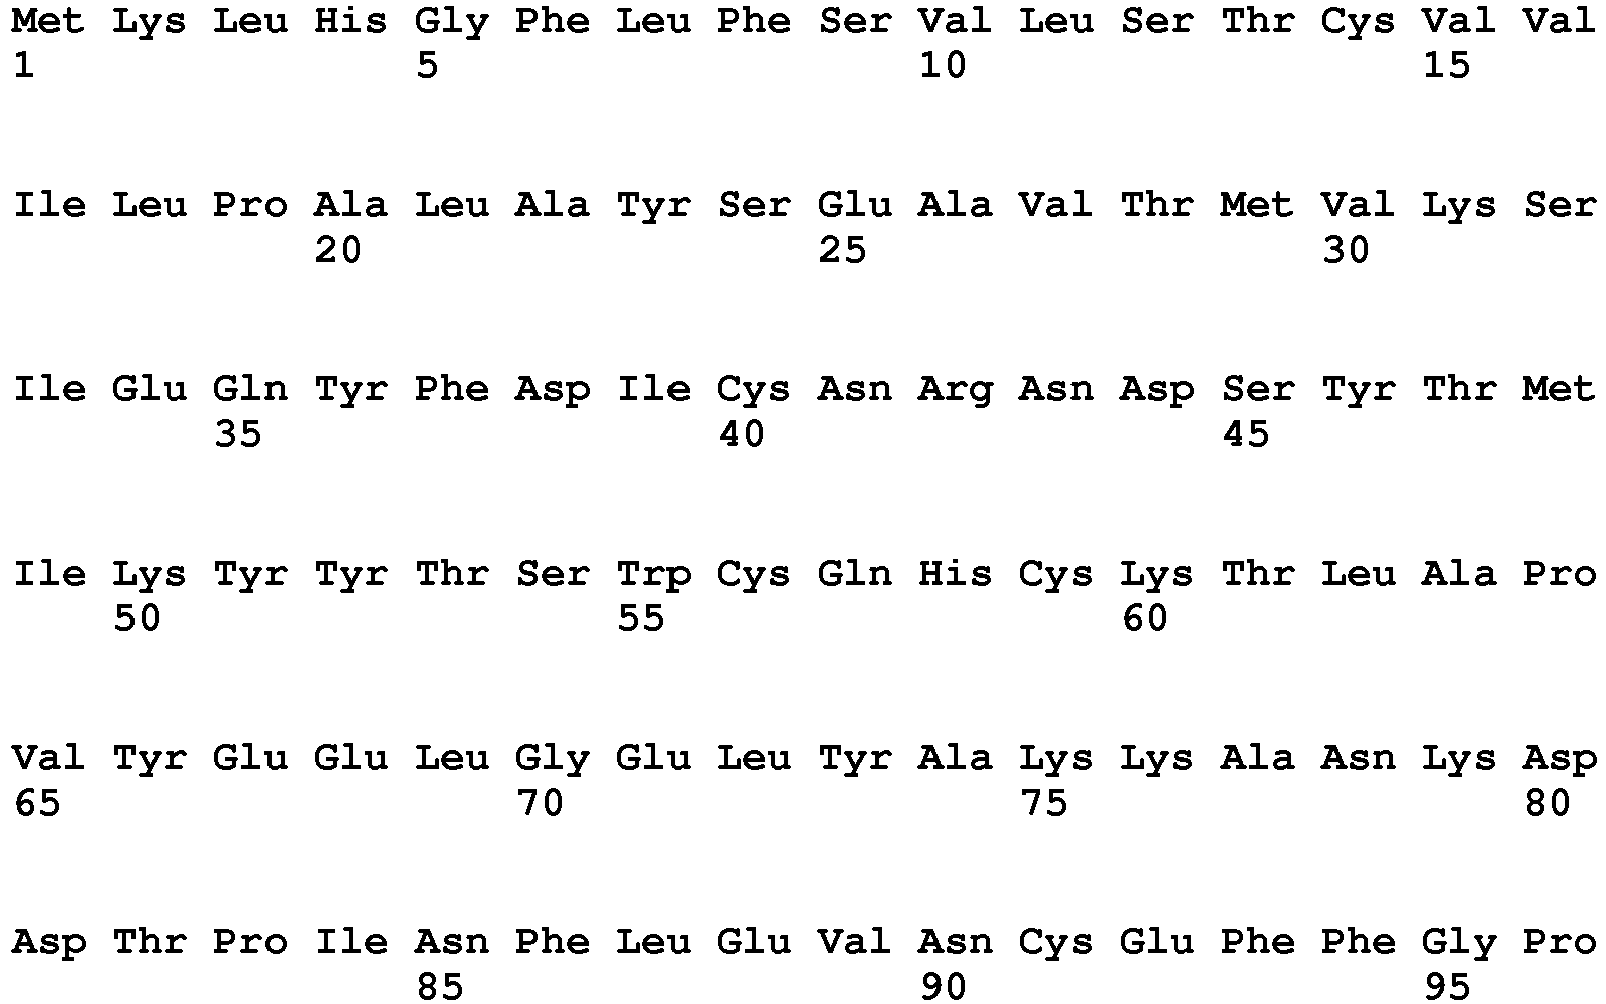 Met Lys Leu His Gly Phe Leu Phe Ser Val Leu Ser Thr Cys Val Val
1 5 10 15
Ile Leu Pro Ala Leu Ala Tyr Ser Glu Ala Val Thr Met Val Lys Ser
20 25 30
Ile Glu Gln Tyr Phe Asp Ile Cys Asn Arg Asn Asp Ser Tyr Thr Met
35 40 45
Ile Lys Tyr Tyr Thr Ser Trp Cys Gln His Cys Lys Thr Leu Ala Pro
50 55 60
Val Tyr Glu Glu Leu Gly Glu Leu Tyr Ala Lys Lys Ala Asn Lys Asp
65 70 75 80
Asp Thr Pro Ile Asn Phe Leu Glu Val Asn Cys Glu Phe Phe Gly Pro
85 90 95